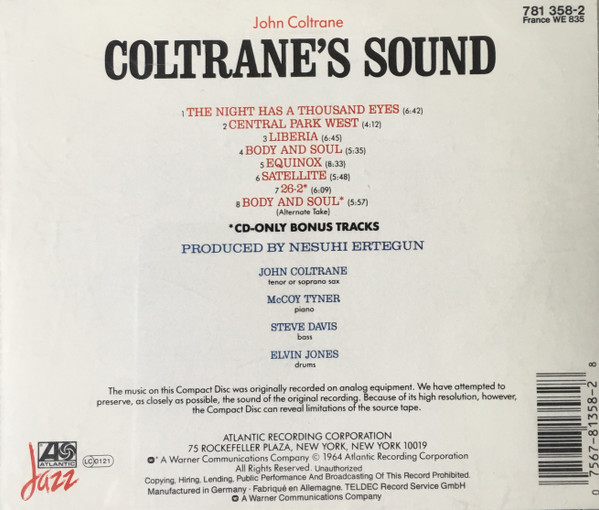 781 358-2
France WE 835
John Coltrane
COLTRANE'S SOUND
1 THE NIGHT HAS A THOUSAND EYES (6:42)
2 CENTRAL PARK WEST (4:12)
3 LIBERIA (6:45)
4 BODY AND SOUL (5:35)
5 EQUINOX (8:33)
6 SATELLITE (5:48)
7 26-2* (6:09)
8 BODY AND SOUL* (5:57)
(Alternate Take)
*CD-ONLY BONUS TRACKS
PRODUCED BY NESUHI ERTEGUN
JOHN COLTRANE
tenor or soprano sax
McCOY TYNER
piano
STEVE DAVIS
bass
ELVIN JONES
drums
The music on this Compact Disc was originally recorded on analog equipment. We have attempted to
preserve, as closely as possible, the sound of the original recording. Because of its high resolution, however,
the Compact Disc can reveal limitations of the source tape.
ATLANTIC RECORDING CORPORATION
75 ROCKEFELLER PLAZA, NEW YORK, NEW YORK 10019
A Warner Communications Company © 1964 Atlantic Recording Corporation
All Rights Reserved. Unauthorized
Copying, Hiring, Lending, Public Performance And Broadcasting Of This Record Prohibited.
Manufactured in Germany · Fabriqué en Allemagne. TELDEC Record Service GmbH
A Warner Communications Company
ATLANTIC
Jazz
LC 0121
0 7567-81358-2 8